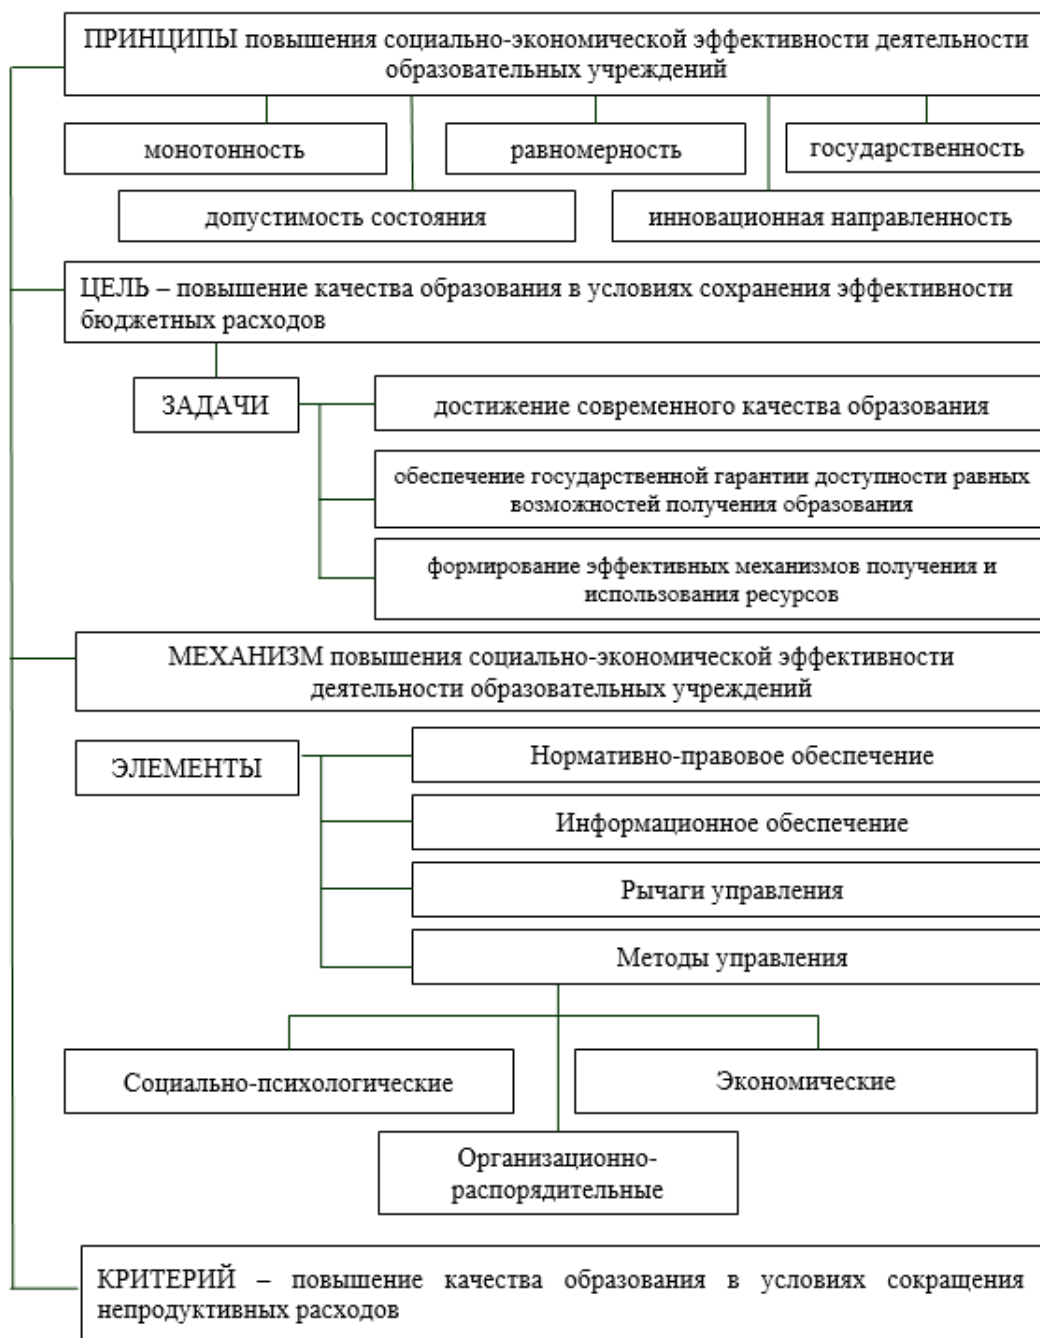 ПРИНЦИПЫ повышения социально-экономической эффективности деятельности
образовательных учреждений
монотонность
равномерность
государственность
допустимость состояния
инновационная направленность
ЦЕЛЬ – повышение качества образования в условиях сохранения эффективности
бюджетных расходов
ЗАДАЧИ
достижение современного качества образования
обеспечение государственной гарантии доступности равных
возможностей получения образования
формирование эффективных механизмов получения и
использования ресурсов
МЕХАНИЗМ повышения социально-экономической эффективности
деятельности образовательных учреждений
ЭЛЕМЕНТЫ
Нормативно-правовое обеспечение
Информационное обеспечение
Рычаги управления
Методы управления
Социально-психологические
Экономические
Организационно-
распорядительные
КРИТЕРИЙ – повышение качества образования в условиях сокращения
непродуктивных расходов